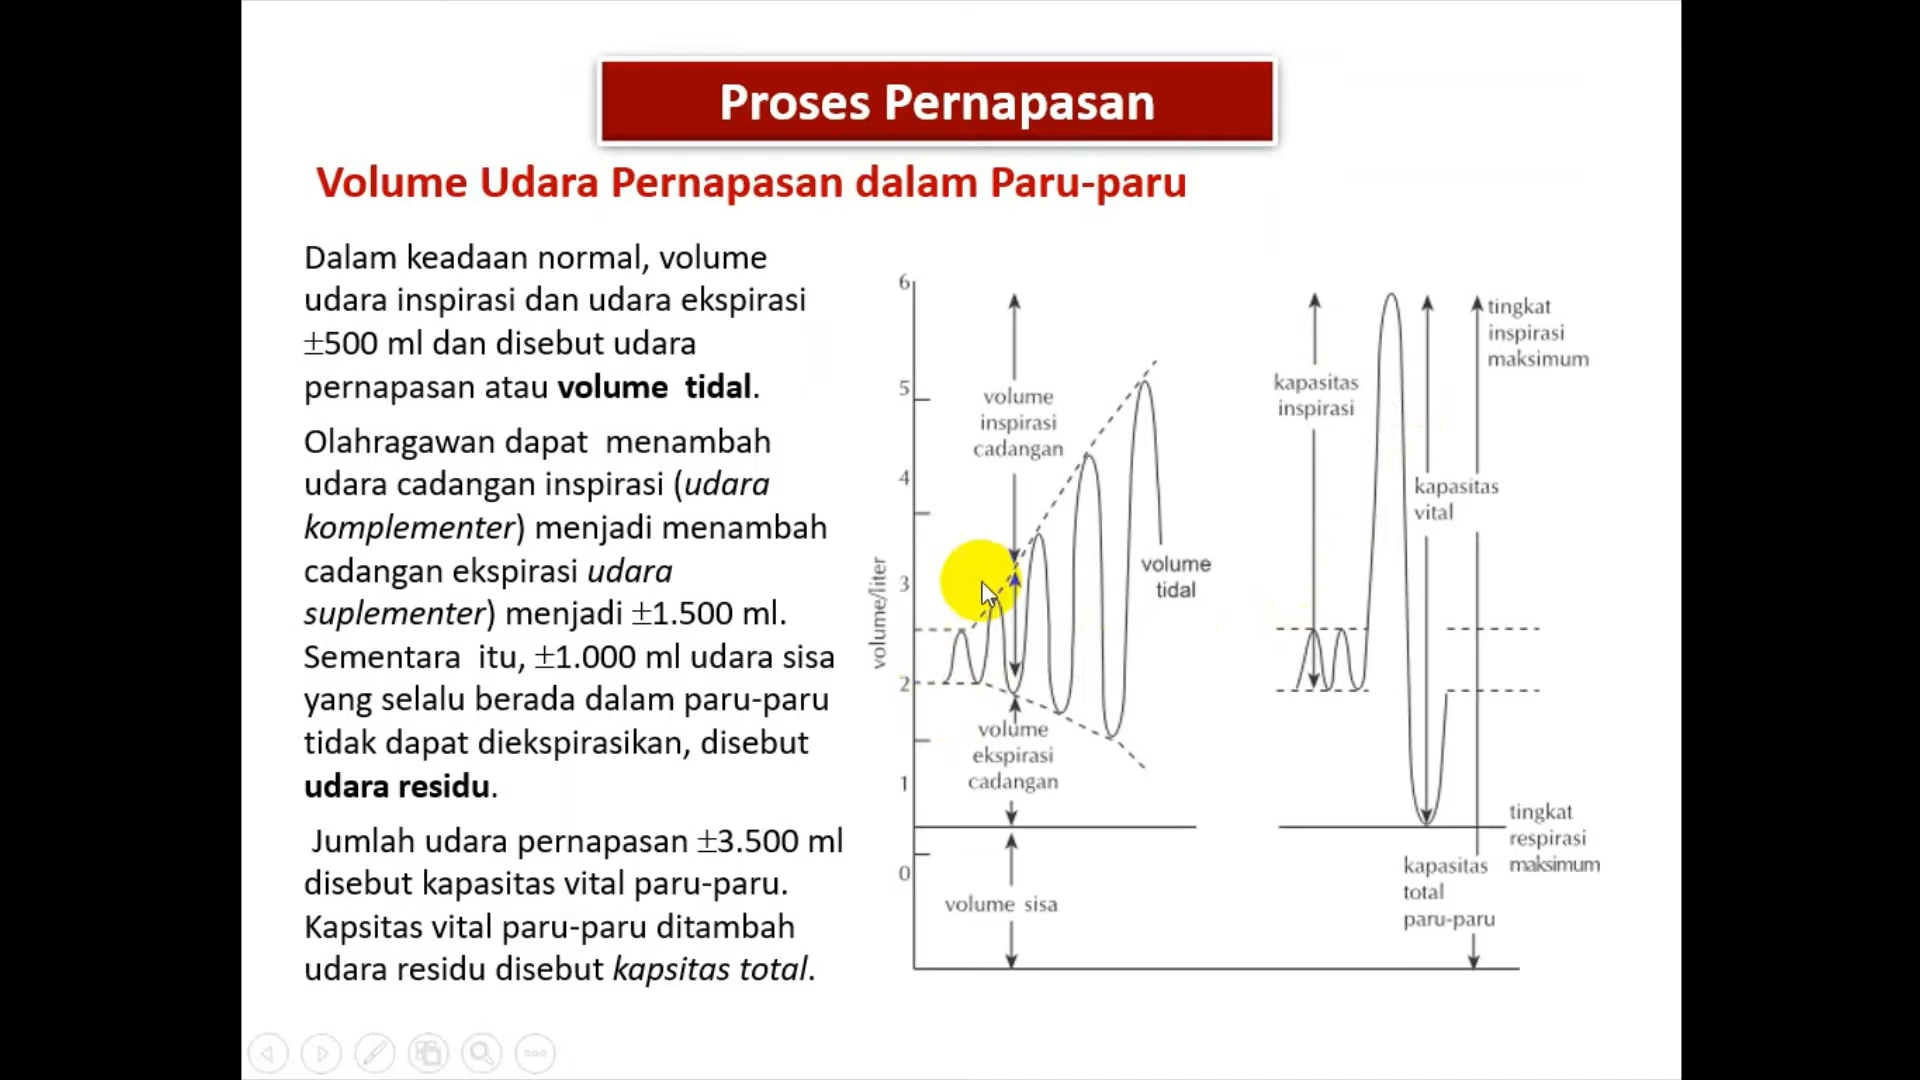 Proses Pernapasan
Volume Udara Pernapasan dalam Paru-paru
Dalam keadaan normal, volume
udara inspirasi dan udara ekspirasi
±500 ml dan disebut udara
pernapasan atau volume tidal.
Olahragawan dapat menambah
udara cadangan inspirasi (udara
komplementer) menjadi menambah
cadangan ekspirasi udara
suplementer) menjadi ±1.500 ml.
Sementara itu, ±1.000 ml udara sisa
yang selalu berada dalam paru-paru
tidak dapat diekspirasikan, disebut
udara residu.
Jumlah udara pernapasan ±3.500 ml
disebut kapasitas vital paru-paru.
Kapsitas vital paru-paru ditambah
udara residu disebut kapsitas total.
volume/liter
6
5
4
3
2
1
0
volume
inspirasi
cadangan
volume
tidal
volume
ekspirasi
cadangan
volume sisa
kapasitas
inspirasi
kapasitas
vital
tingkat
inspirasi
maksimum
tingkat
respirasi
maksimum
kapasitas
total
paru-paru